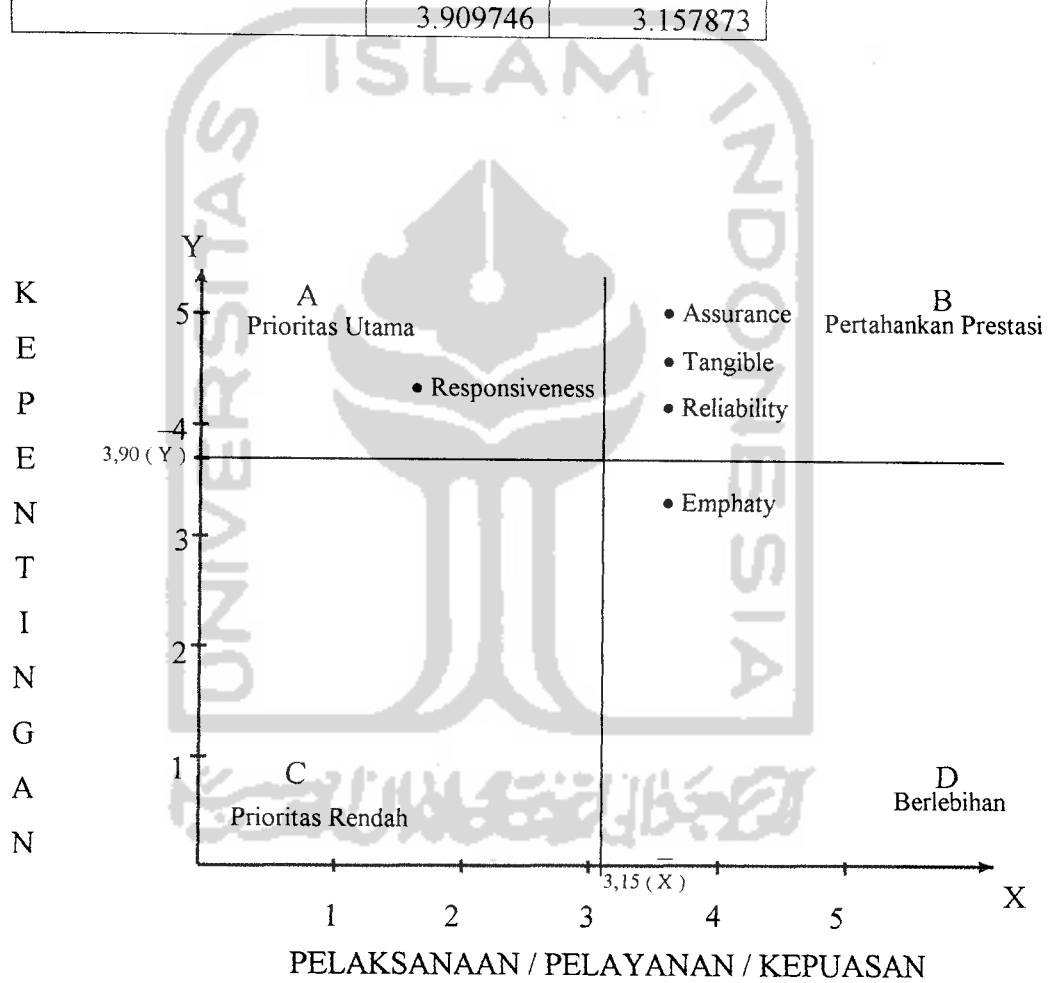 3.909746 3.157873
ISLAM
UNIVERSITAS
INDONESIA
Y
K
E
P
E
N
T
I
N
G
A
N
5
4
3,90 ( Y )
3
2
1
A
Prioritas Utama
• Responsiveness
B
Pertahankan Prestasi
• Assurance
• Tangible
• Reliability
• Emphaty
C
Prioritas Rendah
D
Berlebihan
3,15 ( X )
X
1 2 3 4 5
PELAKSANAAN / PELAYANAN / KEPUASAN